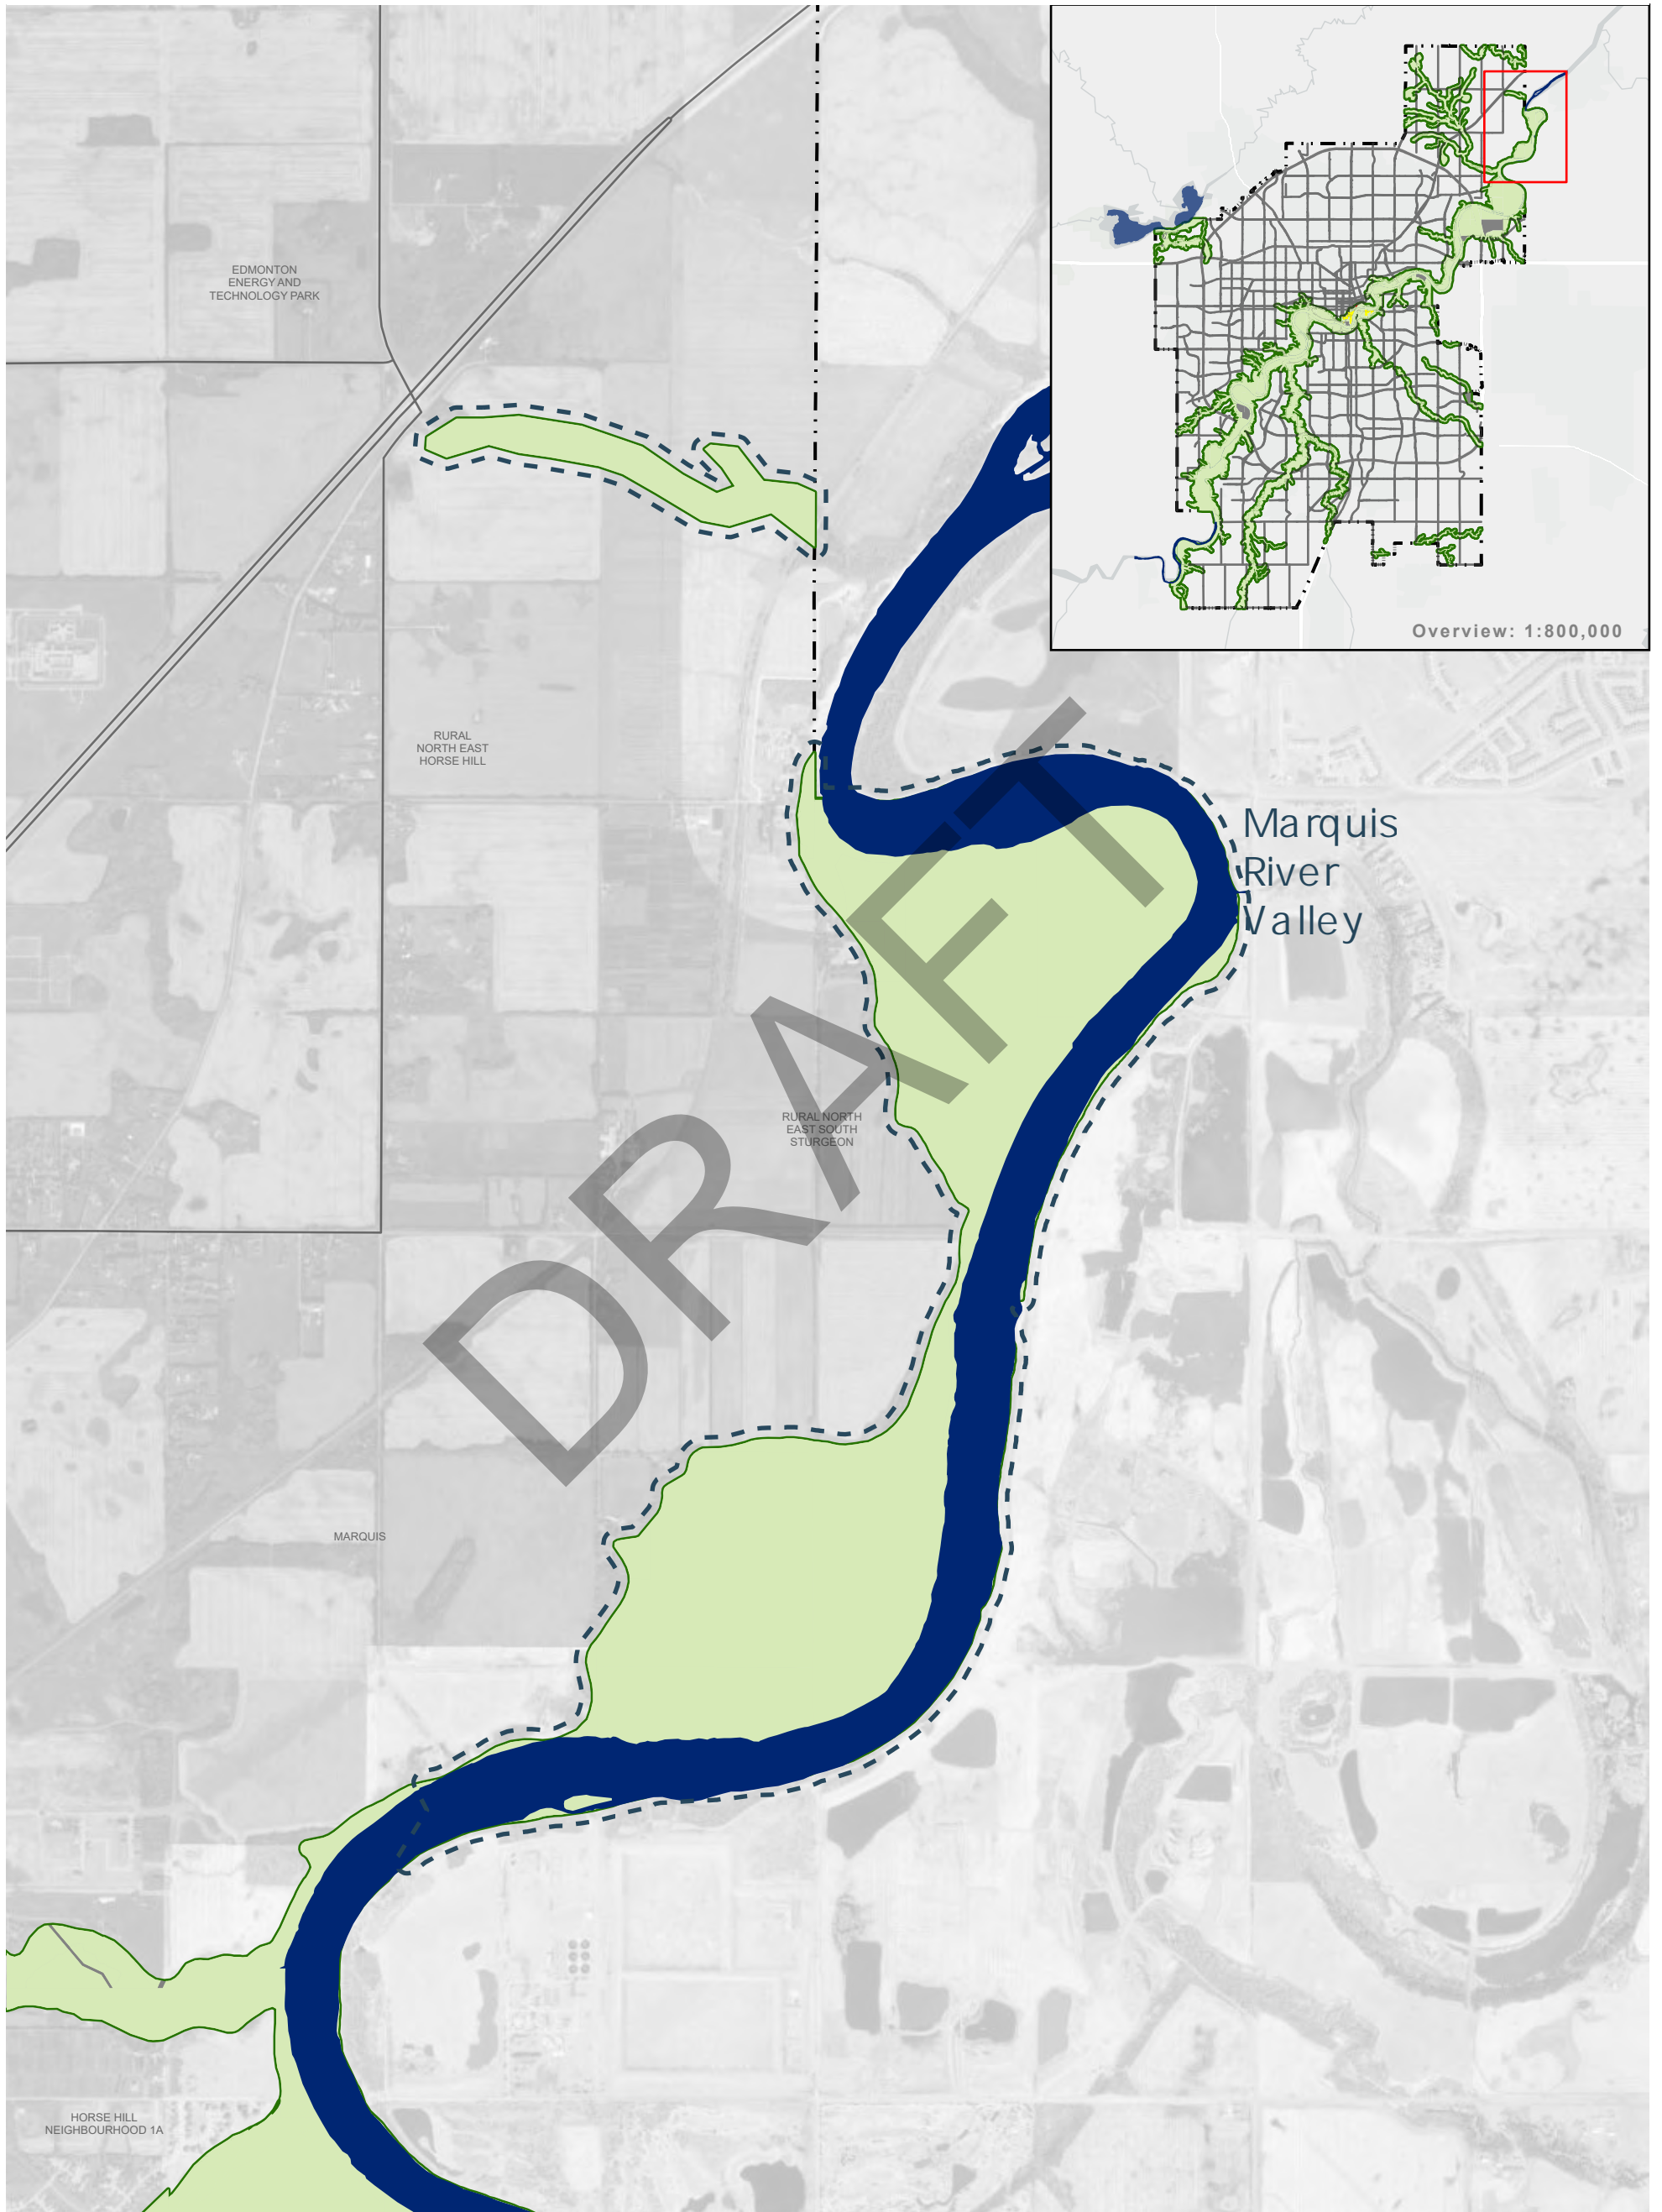 EDMONTON
ENERGY AND
TECHNOLOGY PARK
Overview: 1:800,000
RURAL
NORTH EAST
HORSE HILL
Marquis
River
Valley
RURAL NORTH
EAST SOUTH
STURGEON
DRAFT
MARQUIS
HORSE HILL
NEIGHBOURHOOD 1A